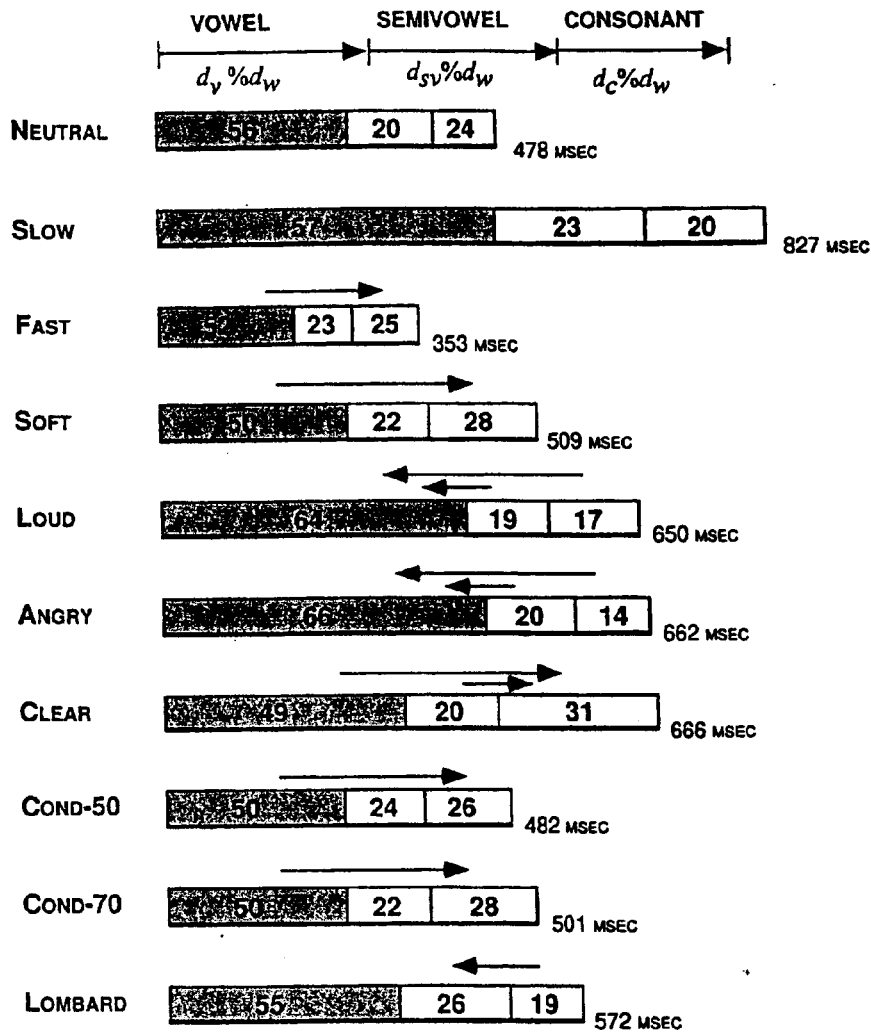 VOWEL SEMIVOWEL CONSONANT
d_v %d_w d_sv%d_w d_c%d_w
NEUTRAL 56 20 24 478 MSEC
SLOW 57 23 20 827 MSEC
FAST 23 25 353 MSEC
SOFT 50 22 28 509 MSEC
LOUD 64 19 17 650 MSEC
ANGRY 66 20 14 662 MSEC
CLEAR 49 20 31 666 MSEC
COND-50 50 24 26 482 MSEC
COND-70 50 22 28 501 MSEC
LOMBARD 55 26 19 572 MSEC